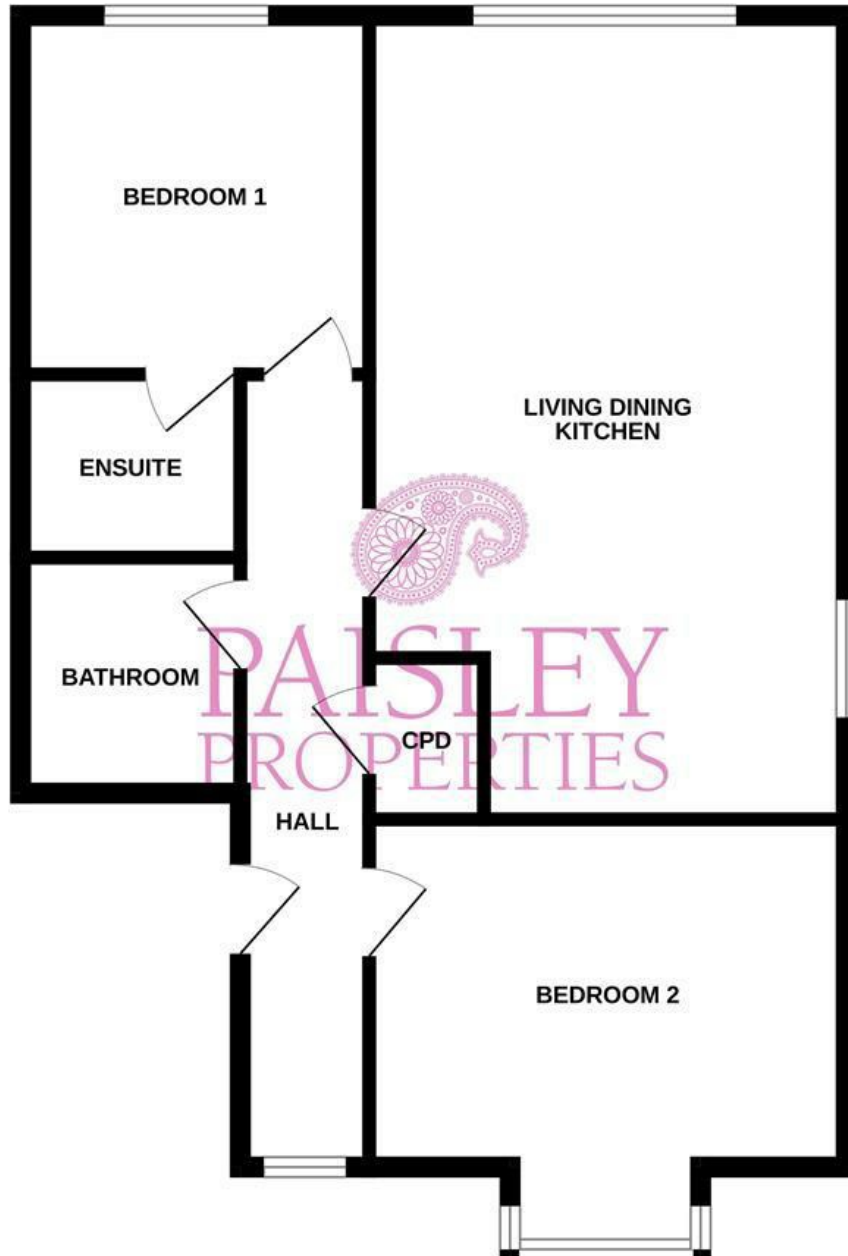 BEDROOM 1
LIVING DINING
KITCHEN
ENSUITE
PAISLEY
PROPERTIES
BATHROOM
CPD
HALL
BEDROOM 2